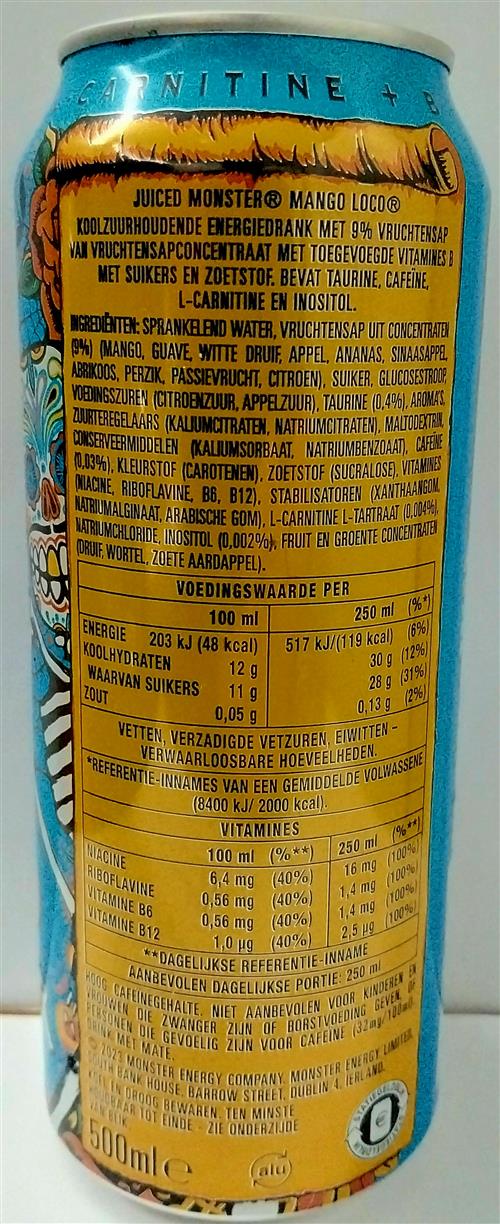 CARNITINE + B
JUICED MONSTER® MANGO LOCO®
KOOLZUURHOUDENDE ENERGIEDRANK MET 9% VRUCHTENSAP
VAN VRUCHTENSAPCONCENTRAAT MET TOEGEVOEGDE VITAMINES B
MET SUIKERS EN ZOETSTOF. BEVAT TAURINE, CAFEÏNE,
L-CARNITINE EN INOSITOL.
INGREDIËNTEN: SPRANKELEND WATER, VRUCHTENSAP UIT CONCENTRATEN
(9%) (MANGO, GUAVE, WITTE DRUIF, APPEL, ANANAS, SINAASAPPEL,
ABRIKOOS, PERZIK, PASSIEVRUCHT, CITROEN), SUIKER, GLUCOSESTROOP,
VOEDINGSZUREN (CITROENZUUR, APPELZUUR), TAURINE (0,4%), AROMA'S,
ZUURTEREGELAARS (KALIUMCITRATEN, NATRIUMCITRATEN), MALTODEXTRIN,
CONSERVEERMIDDELEN (KALIUMSORBAAT, NATRIUMBENZOAAT), CAFEÏNE
(0,03%), KLEURSTOF (CAROTENEN), ZOETSTOF (SUCRALOSE), VITAMINES
(NIACINE, RIBOFLAVINE, B6, B12), STABILISATOREN (XANTHAANGOM,
NATRIUMALGINAAT, ARABISCHE GOM), L-CARNITINE L-TARTRAAT (0,004%),
NATRIUMCHLORIDE, INOSITOL (0,002%), FRUIT EN GROENTE CONCENTRATEN
(DRUIF, WORTEL, ZOETE AARDAPPEL).
VOEDINGSWAARDE PER
100 ml 250 ml (%*)
ENERGIE 203 kJ (48 kcal) 517 kJ/(119 kcal) (6%)
KOOLHYDRATEN 12 g 30 g (12%)
WAARVAN SUIKERS 11 g 28 g (31%)
ZOUT 0,05 g 0,13 g (2%)
VETTEN, VERZADIGDE VETZUREN, EIWITTEN -
VERWAARLOOSBARE HOEVEELHEDEN.
*REFERENTIE-INNAMES VAN EEN GEMIDDELDE VOLWASSENE
(8400 kJ/ 2000 kcal).
VITAMINES
100 ml (%**) 250 ml (%**)
NIACINE 6,4 mg (40%) 16 mg (100%)
RIBOFLAVINE 0,56 mg (40%) 1,4 mg (100%)
VITAMINE B6 0,56 mg (40%) 1,4 mg (100%)
VITAMINE B12 1,0 µg (40%) 2,5 µg (100%)
**DAGELIJKSE REFERENTIE-INNAME
AANBEVOLEN DAGELIJKSE PORTIE: 250 ml
HOOG CAFEÏNEGEHALTE. NIET AANBEVOLEN VOOR KINDEREN EN
VROUWEN DIE ZWANGER ZIJN OF BORSTVOEDING GEVEN, OF
PERSONEN DIE GEVOELIG ZIJN VOOR CAFEÏNE (32mg/100ml).
DRINK MET MATE.
© 2023 MONSTER ENERGY COMPANY. MONSTER ENERGY LIMITED,
SOUTH BANK HOUSE, BARROW STREET, DUBLIN 4, IERLAND.
KOEL EN DROOG BEWAREN. TEN MINSTE
HOUDBAAR TOT EINDE - ZIE ONDERZIJDE
VAN BLIK
500ml e
alu
STATIEGELD
€